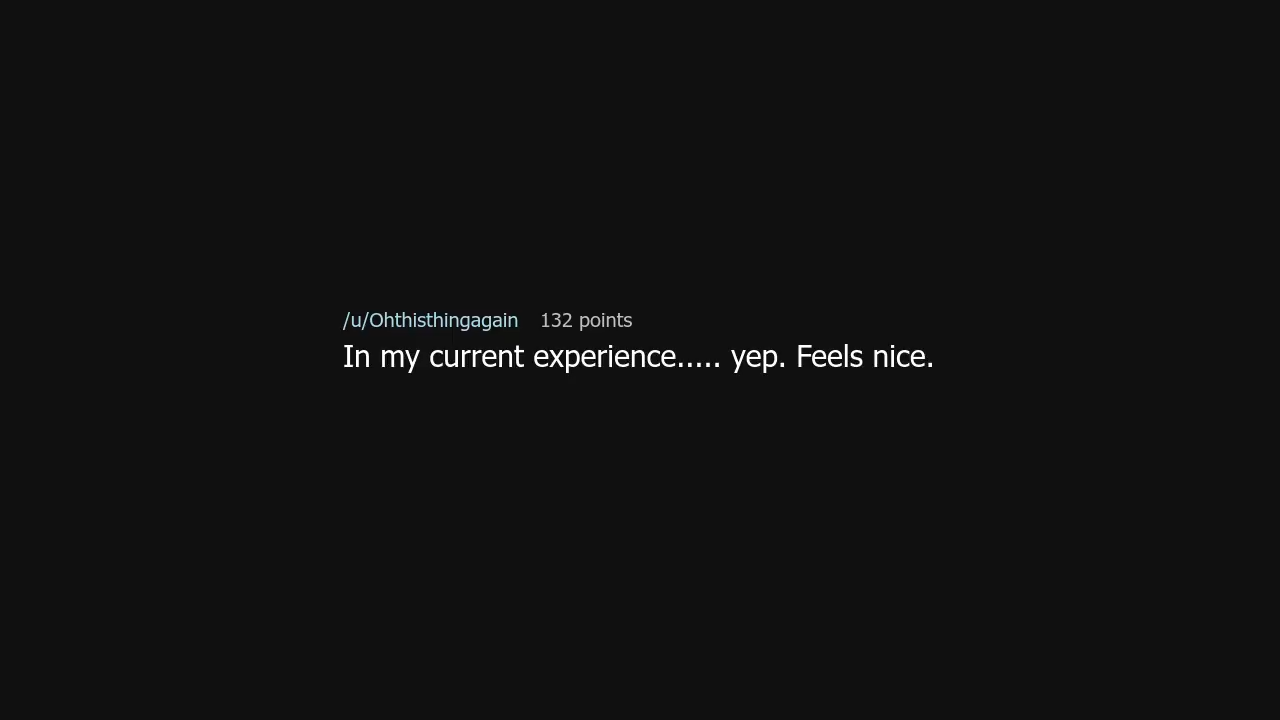 /u/Ohthisthingagain 132 points
In my current experience..... yep. Feels nice.